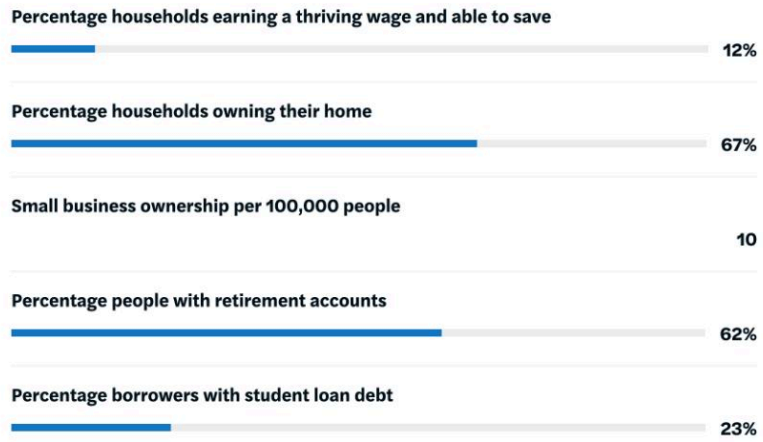 Percentage households earning a thriving wage and able to save
12%
Percentage households owning their home
67%
Small business ownership per 100,000 people
10
Percentage people with retirement accounts
62%
Percentage borrowers with student loan debt
23%